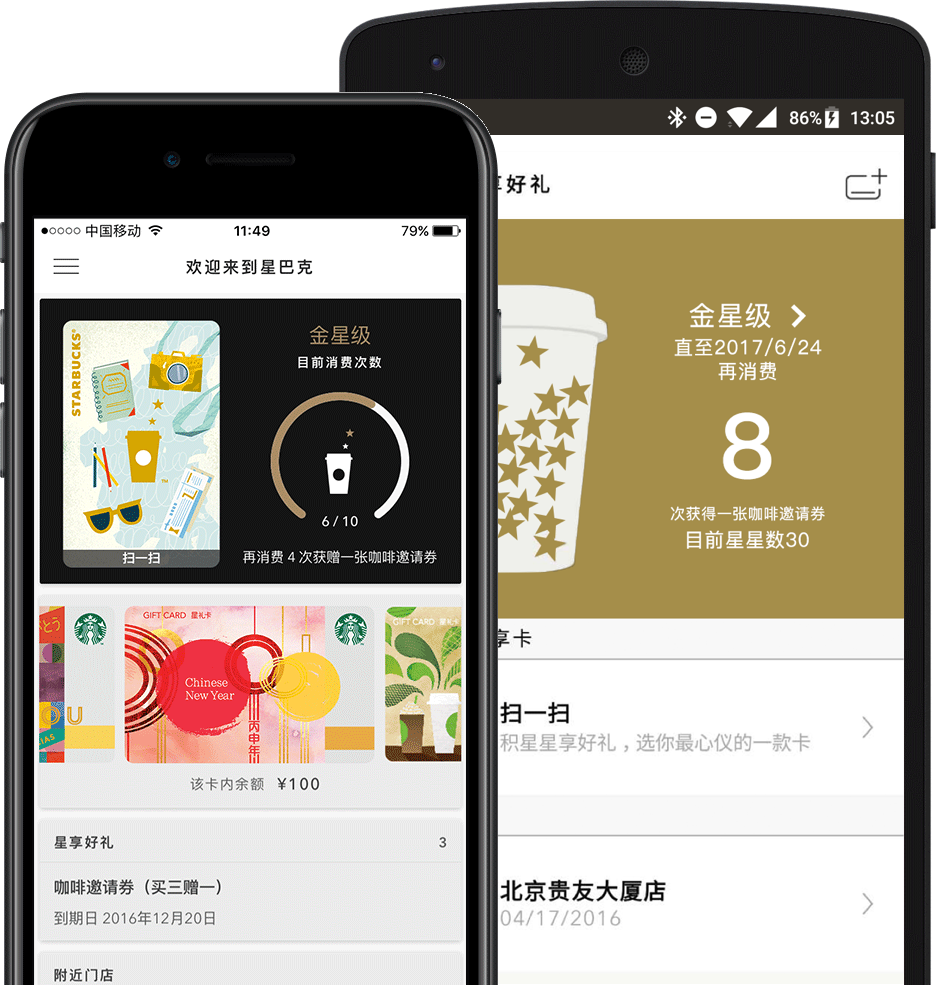 中国移动
11:49
79%
欢迎来到星巴克
STARBUCKS
TM
扫一扫
金星级
目前消费次数
6 / 10
再消费 4 次获赠一张咖啡邀请券
GIFT CARD 星礼卡
Chinese
New Year
丙申年
GIFT CARD 星礼卡
该卡内余额 ¥100
星享好礼
3
咖啡邀请券（买三赠一）
到期日 2016年12月20日
附近门店
86%
13:05
享好礼
金星级
直至2017/6/24
再消费
8
次获得一张咖啡邀请券
目前星星数30
享卡
扫一扫
积星星享好礼，选你最心仪的一款卡
北京贵友大厦店
04/17/2016